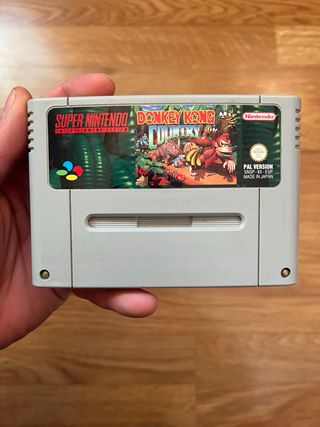 SUPER NINTENDO
ENTERTAINMENT SYSTEM
DONKEY KONG
COUNTRY
Nintendo
PAL VERSION
SNSP - 8X - ESP
MADE IN JAPAN